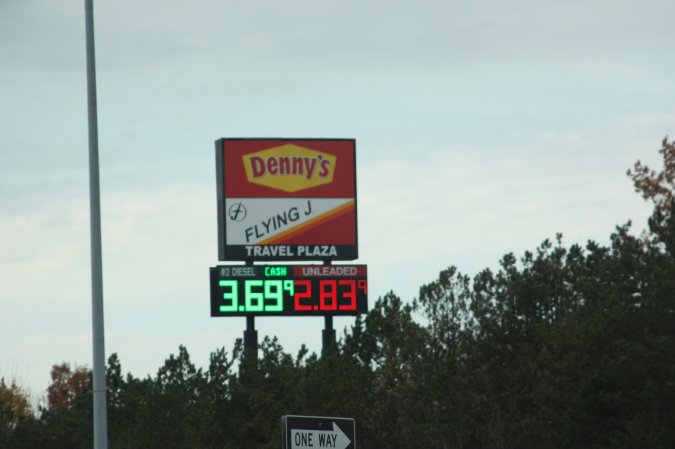 Denny's
FLYING J
TRAVEL PLAZA
#2 DIESEL CASH UNLEADED
3.69⁹ 2.83⁹
ONE WAY